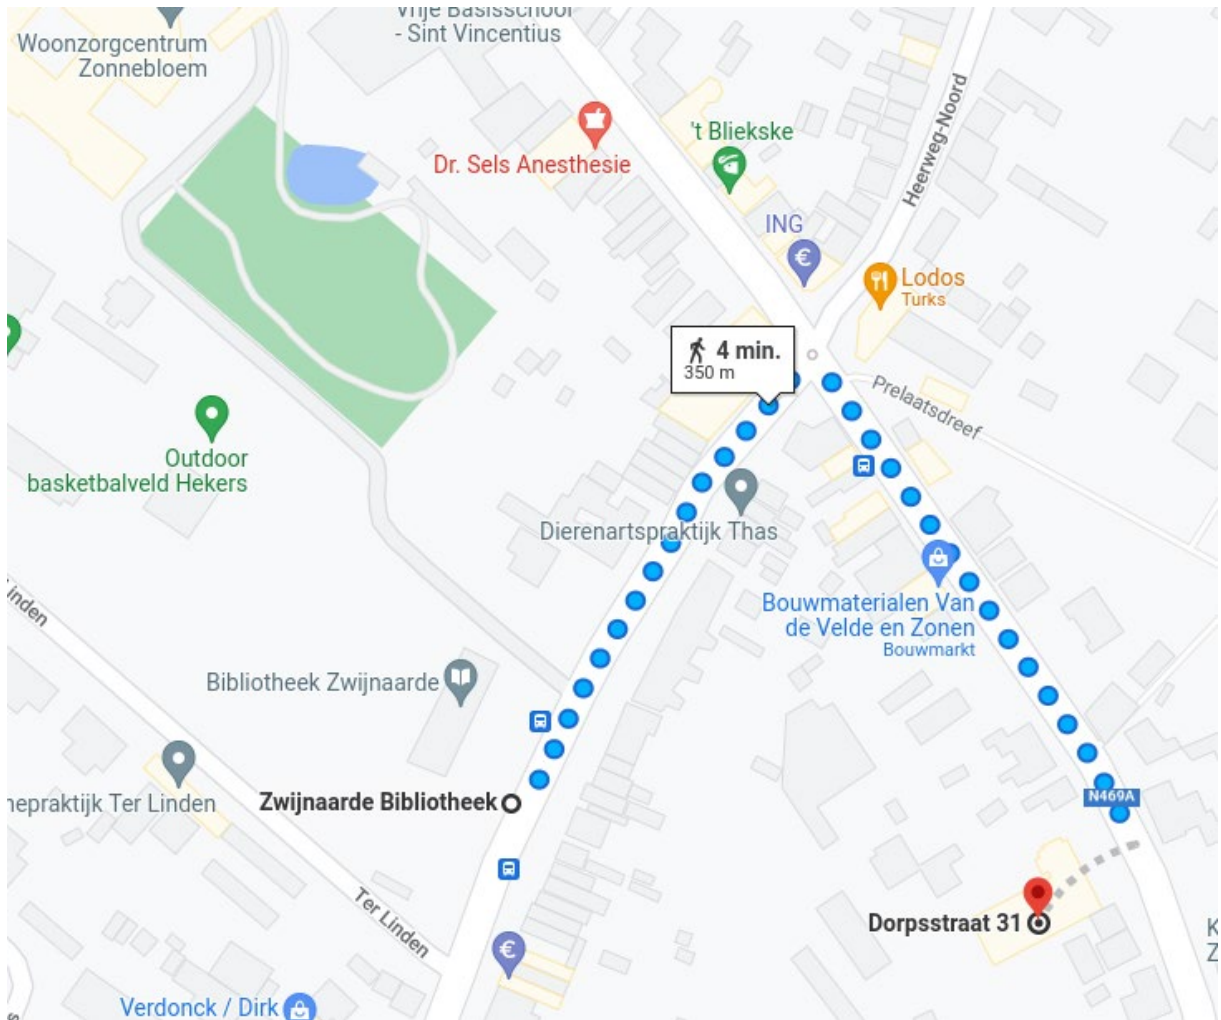 Vrije Basisschool
- Sint Vincentius
Woonzorgcentrum
Zonnebloem
't Bliekske
Dr. Sels Anesthesie
Heerweg-Noord
ING
€
Lodos
Turks
4 min.
350 m
Prelaatsdreef
Outdoor
basketbalveld Hekers
Dierenartspraktijk Thas
Linden
Bouwmaterialen Van
de Velde en Zonen
Bouwmarkt
Bibliotheek Zwijnaarde
N469A
nepraktijk Ter Linden
Zwijnaarde Bibliotheek
Ter Linden
Dorpsstraat 31
K
Z
€
Verdonck / Dirk